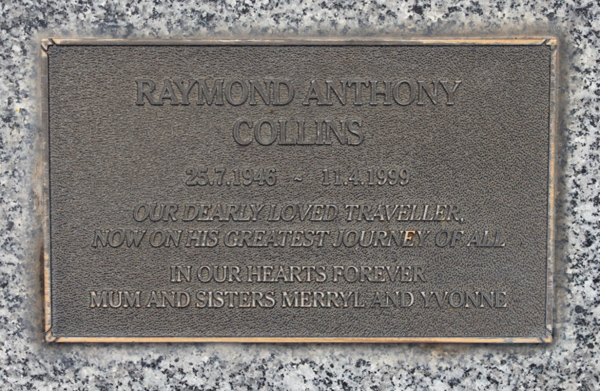 RAYMOND ANTHONY
COLLINS
25.7.1946 ~ 11.4.1999
OUR DEARLY LOVED TRAVELLER,
NOW ON HIS GREATEST JOURNEY OF ALL
IN OUR HEARTS FOREVER
MUM AND SISTERS MERRYL AND YVONNE